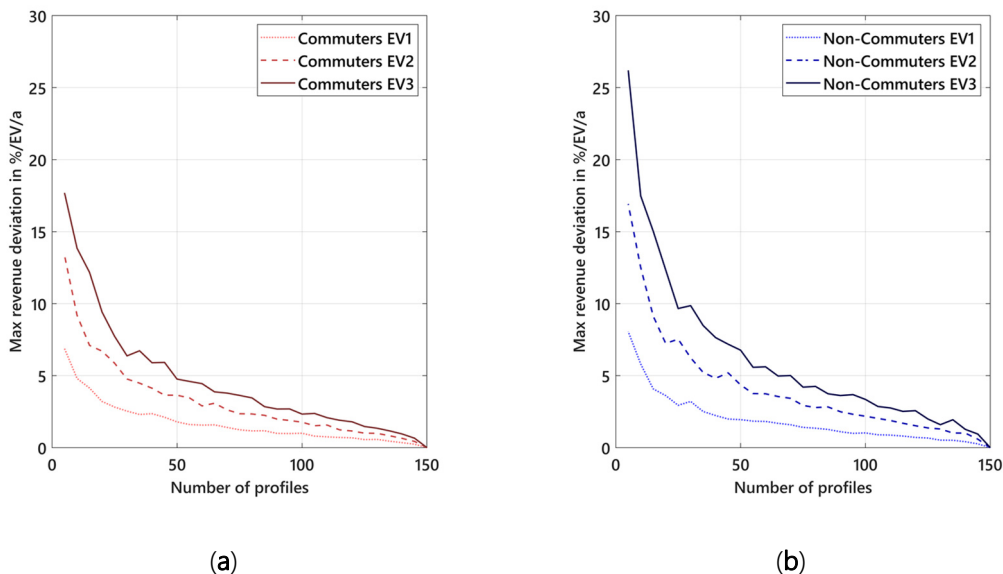 30
25
20
15
10
5
0
0
50
100
150
Max revenue deviation in %/EV/a
Number of profiles
Commuters EV1
Commuters EV2
Commuters EV3
(a)
30
25
20
15
10
5
0
0
50
100
150
Max revenue deviation in %/EV/a
Number of profiles
Non-Commuters EV1
Non-Commuters EV2
Non-Commuters EV3
(b)